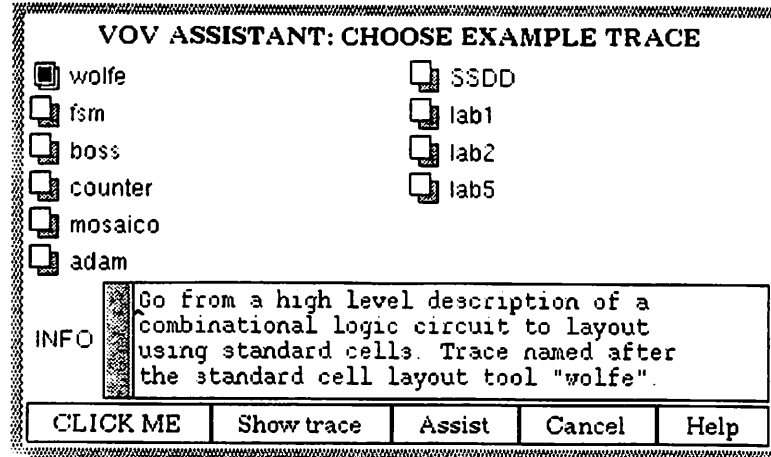 VOV ASSISTANT: CHOOSE EXAMPLE TRACE
wolfe
fsm
boss
counter
mosaico
adam
SSDD
lab1
lab2
lab5
INFO
Go from a high level description of a
combinational logic circuit to layout
using standard cells. Trace named after
the standard cell layout tool "wolfe".
CLICK ME Show trace Assist Cancel Help